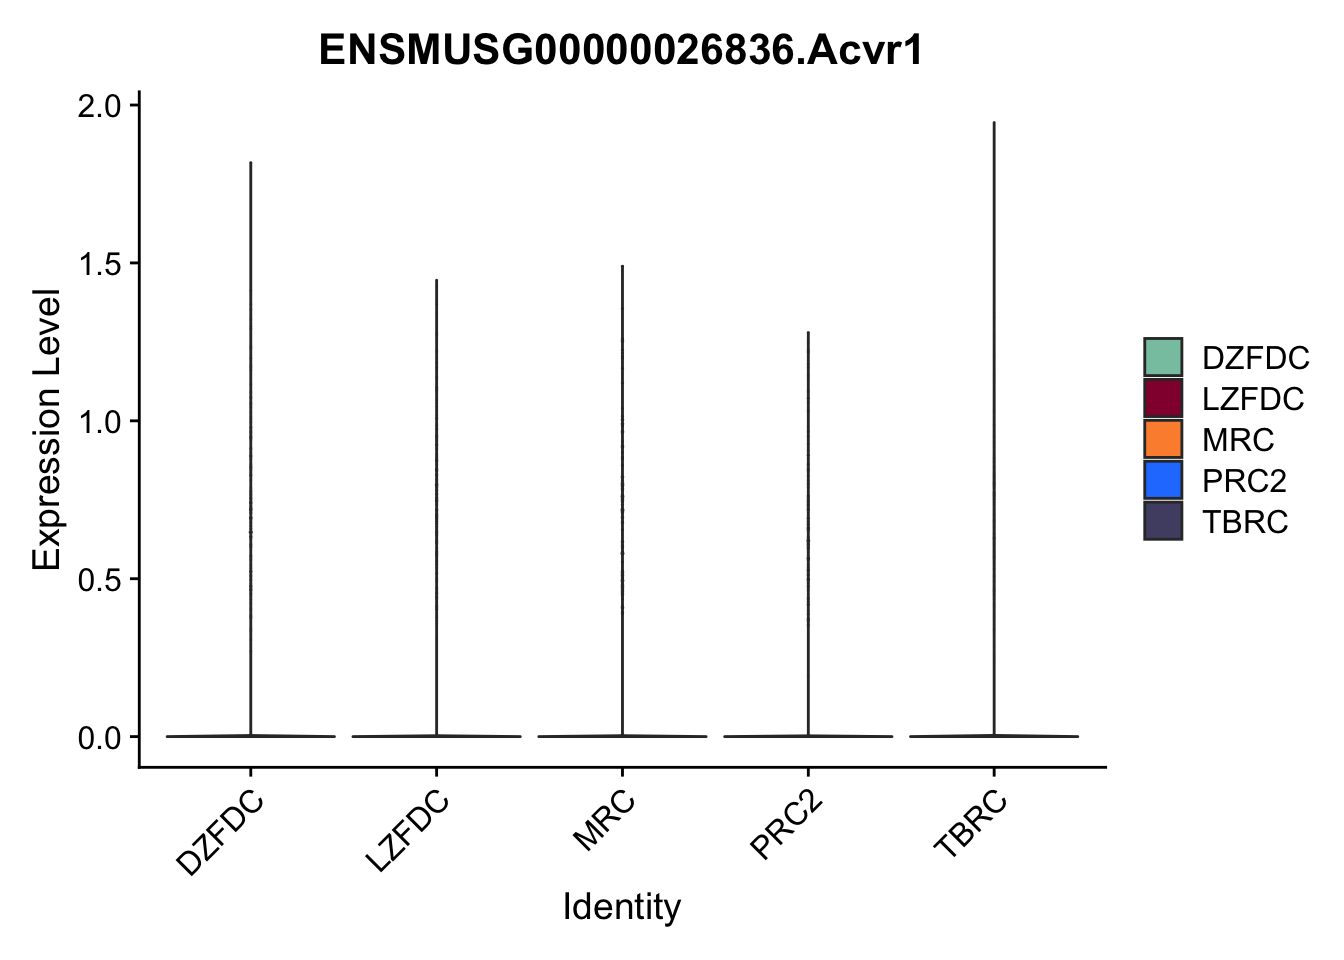 ENSMUSG00000026836.Acvr1
2.0
1.5
1.0
0.5
0.0
Expression Level
DZFDC
LZFDC
MRC
PRC2
TBRC
Identity
DZFDC
LZFDC
MRC
PRC2
TBRC